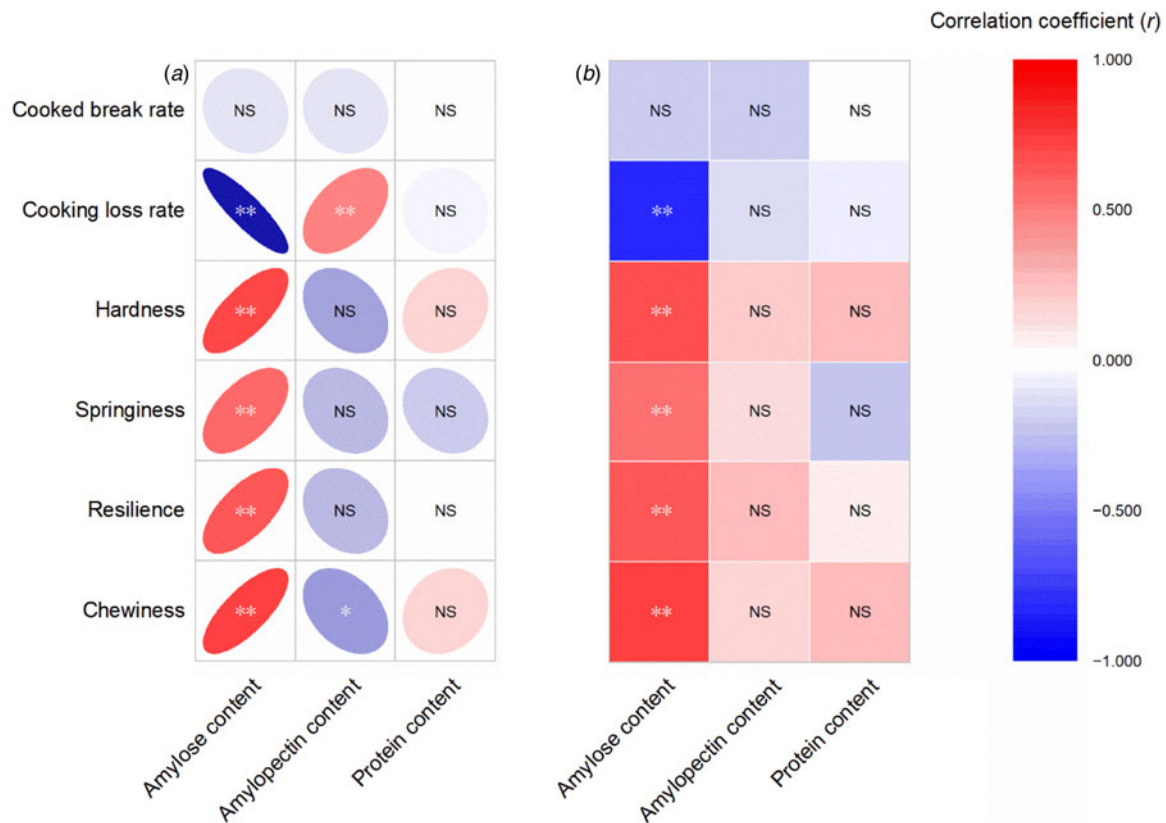 Correlation coefficient (r)
(a)
(b)
Cooked break rate
NS NS NS
NS NS NS
Cooking loss rate
** ** NS
** NS NS
Hardness
** NS NS
** NS NS
Springiness
** NS NS
** NS NS
Resilience
** NS NS
** NS NS
Chewiness
** * NS
** NS NS
Amylose content
Amylopectin content
Protein content
Amylose content
Amylopectin content
Protein content
1.000
0.500
0.000
−0.500
−1.000